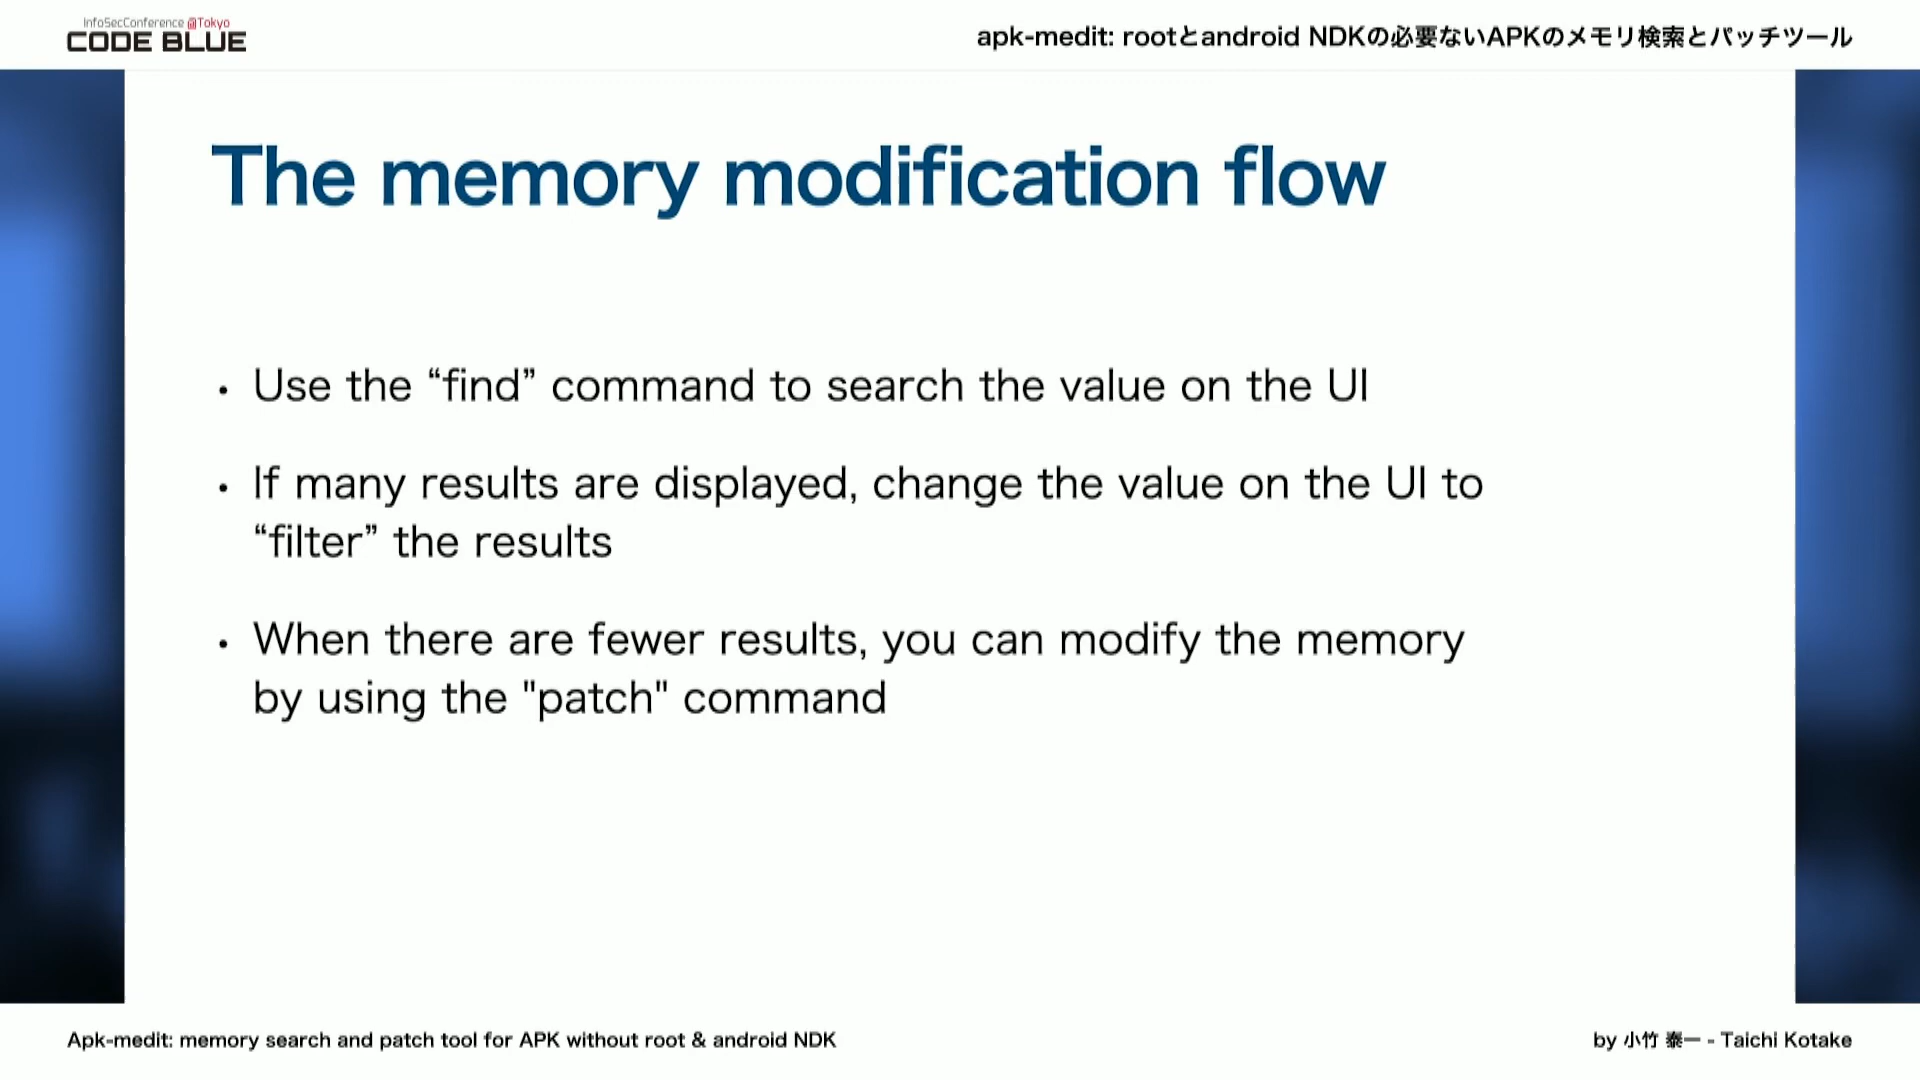 InfoSecConference @Tokyo
CODE BLUE
apk-medit: rootとandroid NDKの必要ないAPKのメモリ検索とパッチツール
The memory modification flow
• Use the “find” command to search the value on the UI
• If many results are displayed, change the value on the UI to
“filter” the results
• When there are fewer results, you can modify the memory
by using the "patch" command
Apk-medit: memory search and patch tool for APK without root & android NDK
by 小竹 泰一 - Taichi Kotake